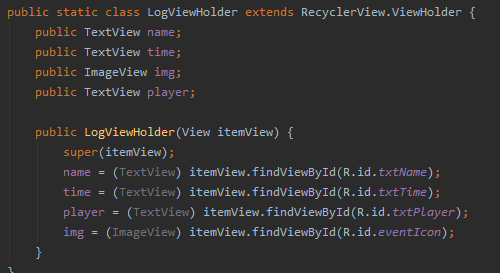 public static class LogViewHolder extends RecyclerView.ViewHolder {
public TextView name;
public TextView time;
public ImageView img;
public TextView player;
public LogViewHolder(View itemView) {
super(itemView);
name = (TextView) itemView.findViewById(R.id.txtName);
time = (TextView) itemView.findViewById(R.id.txtTime);
player = (TextView) itemView.findViewById(R.id.txtPlayer);
img = (ImageView) itemView.findViewById(R.id.eventIcon);
}
}